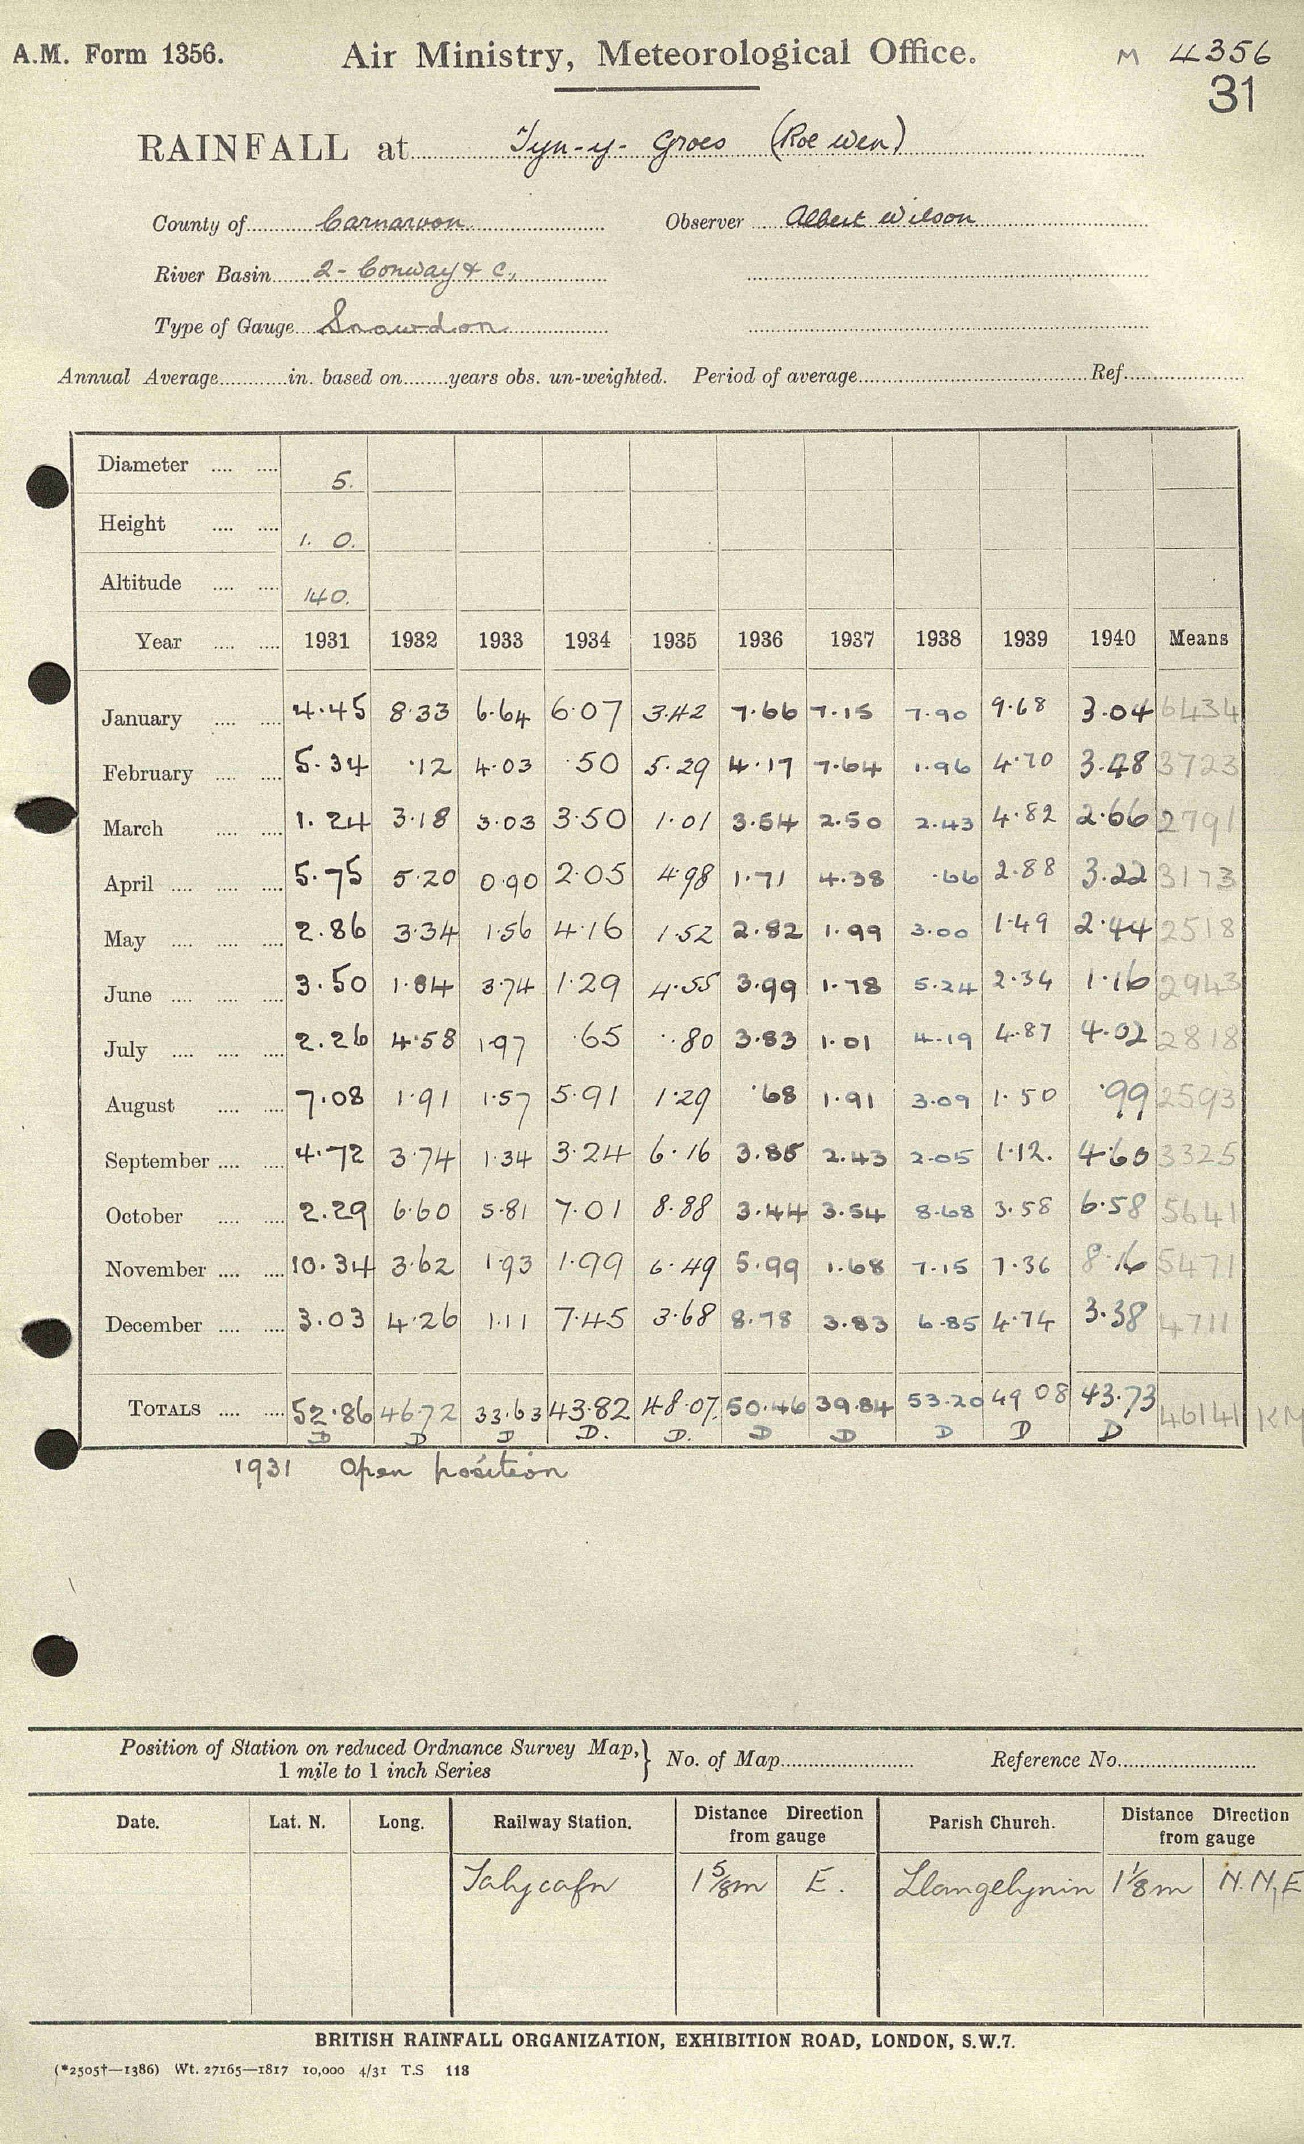 A.M. Form 1356. Air Ministry, Meteorological Office. M 4356
31
RAINFALL at Tyn-y-Groes (Roe Wen)
County of Carnarvon Observer Albert Wilson
River Basin 2 - Conway & c.
Type of Gauge Snowdon
Annual Average in. based on years obs. un-weighted. Period of average Ref.
Diameter 5.
Height 1. 0.
Altitude 140.
Year 1931 1932 1933 1934 1935 1936 1937 1938 1939 1940 Means
January 4.45 8.33 6.64 6.07 3.42 7.66 7.15 7.90 9.68 3.04 6434
February 5.34 .12 4.03 .50 5.29 4.17 7.64 1.96 4.70 3.48 3723
March 1.24 3.18 3.03 3.50 1.01 3.54 2.50 2.43 4.82 2.66 2791
April 5.75 5.20 0.90 2.05 4.98 1.71 4.38 .66 2.88 3.22 3173
May 2.86 3.34 1.56 4.16 1.52 2.82 1.99 3.00 1.49 2.44 2518
June 3.50 1.84 3.74 1.29 4.55 3.99 1.78 5.24 2.34 1.16 2943
July 2.26 4.58 1.97 .65 .80 3.83 1.01 4.19 4.87 4.02 2818
August 7.08 1.91 1.57 5.91 1.29 .68 1.91 3.09 1.50 .99 2593
September 4.72 3.74 1.34 3.24 6.16 3.85 2.43 2.05 1.12. 4.60 3325
October 2.29 6.60 5.81 7.01 8.88 3.44 3.54 8.68 3.58 6.58 5641
November 10.34 3.62 1.93 1.99 6.49 5.99 1.68 7.15 7.36 8.16 5471
December 3.03 4.26 1.11 7.45 3.68 8.78 3.83 6.85 4.74 3.38 4711
TOTALS 52.86 46.72 33.63 43.82 48.07. 50.46 39.84 53.20 49 08 43.73 46141 KM
D D D D. D. D D D D D
1931 Open position
Position of Station on reduced Ordnance Survey Map, } No. of Map Reference No.
1 mile to 1 inch Series
Date. Lat. N. Long. Railway Station. Distance Direction from gauge Parish Church. Distance Direction from gauge
Talycafn 1 5/8 m E. Llangelynin 1 1/8 m N.N.E
BRITISH RAINFALL ORGANIZATION, EXHIBITION ROAD, LONDON, S.W.7.
(*2505†—1386) Wt. 27165—1817 10,000 4/31 T.S 118